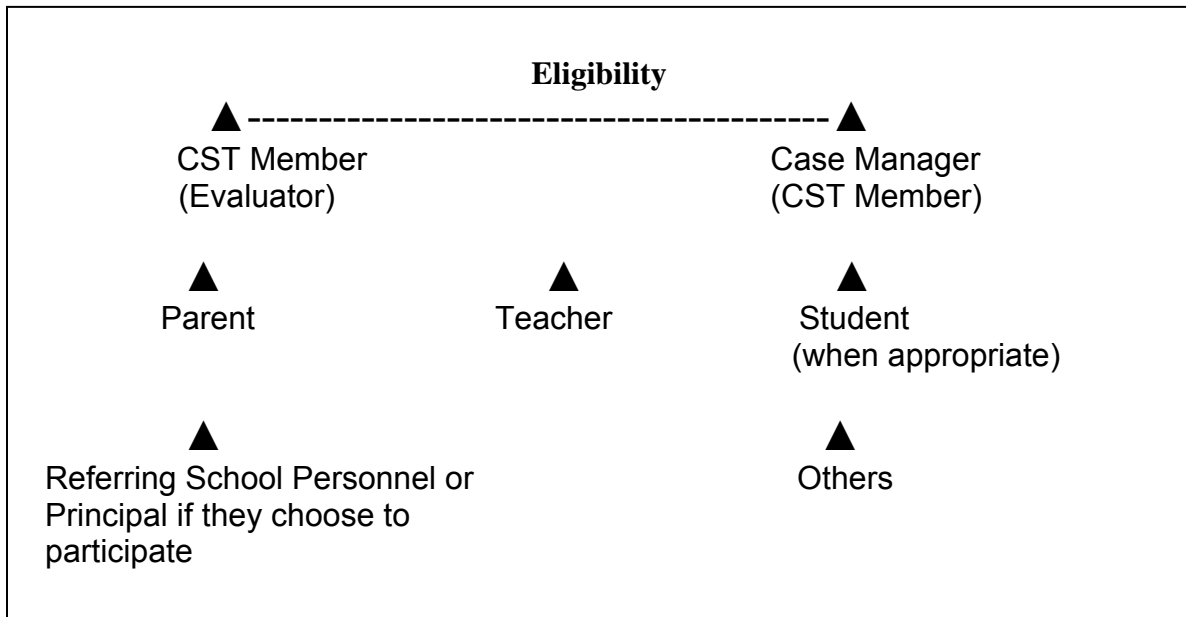 Eligibility
CST Member
(Evaluator)
Case Manager
(CST Member)
Parent
Teacher
Student
(when appropriate)
Referring School Personnel or
Principal if they choose to
participate
Others